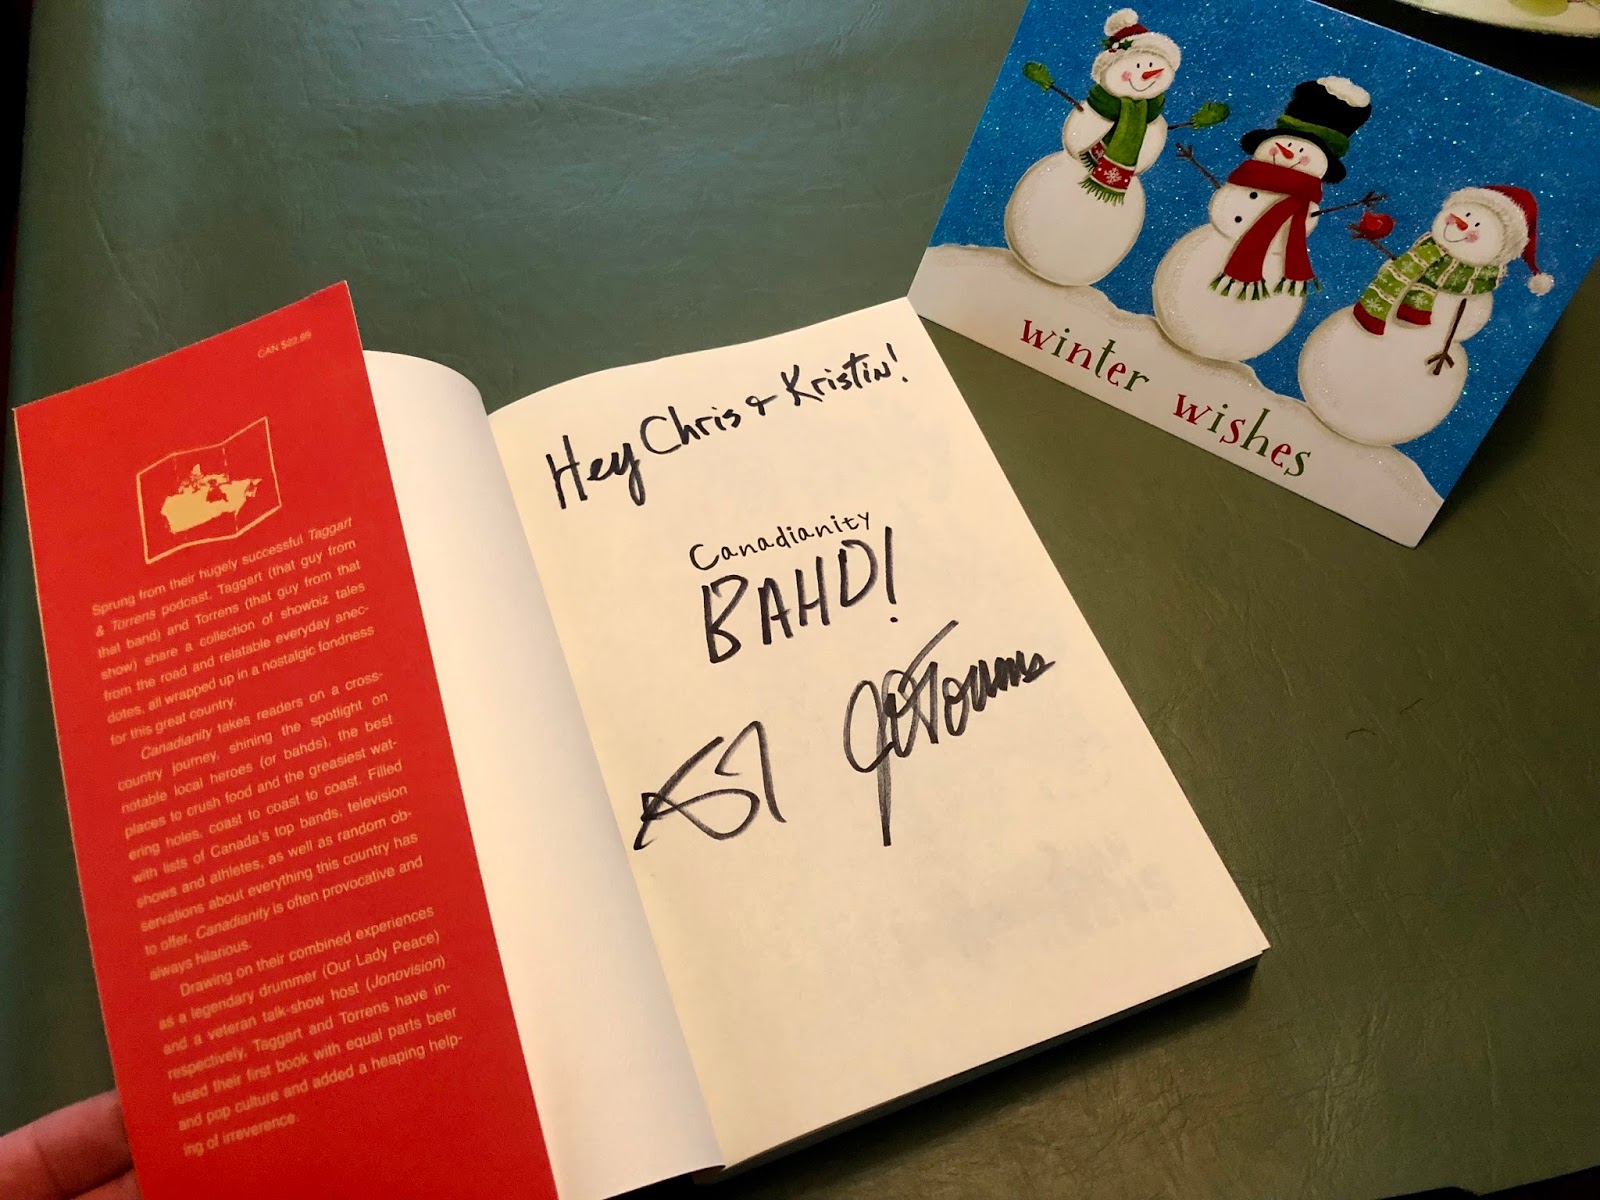 CAN $22.95
Sprung from their hugely successful Taggart
& Torrens podcast, Taggart (that guy from
that band) and Torrens (that guy from that
show) share a collection of showbiz tales
from the road and relatable everyday anec-
dotes, all wrapped up in a nostalgic fondness
for this great country.
Canadianity takes readers on a cross-
country journey, shining the spotlight on
notable local heroes (or bahds), the best
places to crush food and the greasiest wat-
ering holes, coast to coast to coast. Filled
with lists of Canada's top bands, television
shows and athletes, as well as random ob-
servations about everything this country has
to offer, Canadianity is often provocative and
always hilarious.
Drawing on their combined experiences
as a legendary drummer (Our Lady Peace)
and a veteran talk-show host (Jonovision)
respectively, Taggart and Torrens have in-
fused their first book with equal parts beer
and pop culture and added a heaping help-
ing of irreverence.
Hey Chris & Kristin!
Canadianity
BAHD!
Torrens
winter wishes